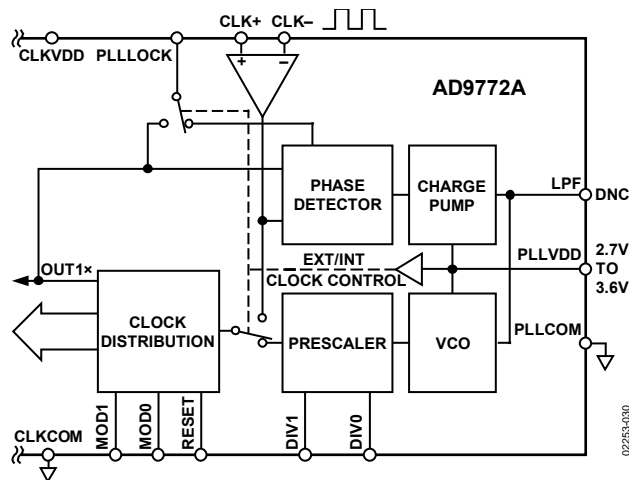 CLK+ CLK–
CLKVDD PLLLOCK
+ –
AD9772A
PHASE
DETECTOR
CHARGE
PUMP
LPF
DNC
EXT/INT
CLOCK CONTROL
PLLVDD
2.7V
TO
3.6V
OUT1×
CLOCK
DISTRIBUTION
PRESCALER
VCO
PLLCOM
CLKCOM
MOD1
MOD0
RESET
DIV1
DIV0
02253-030